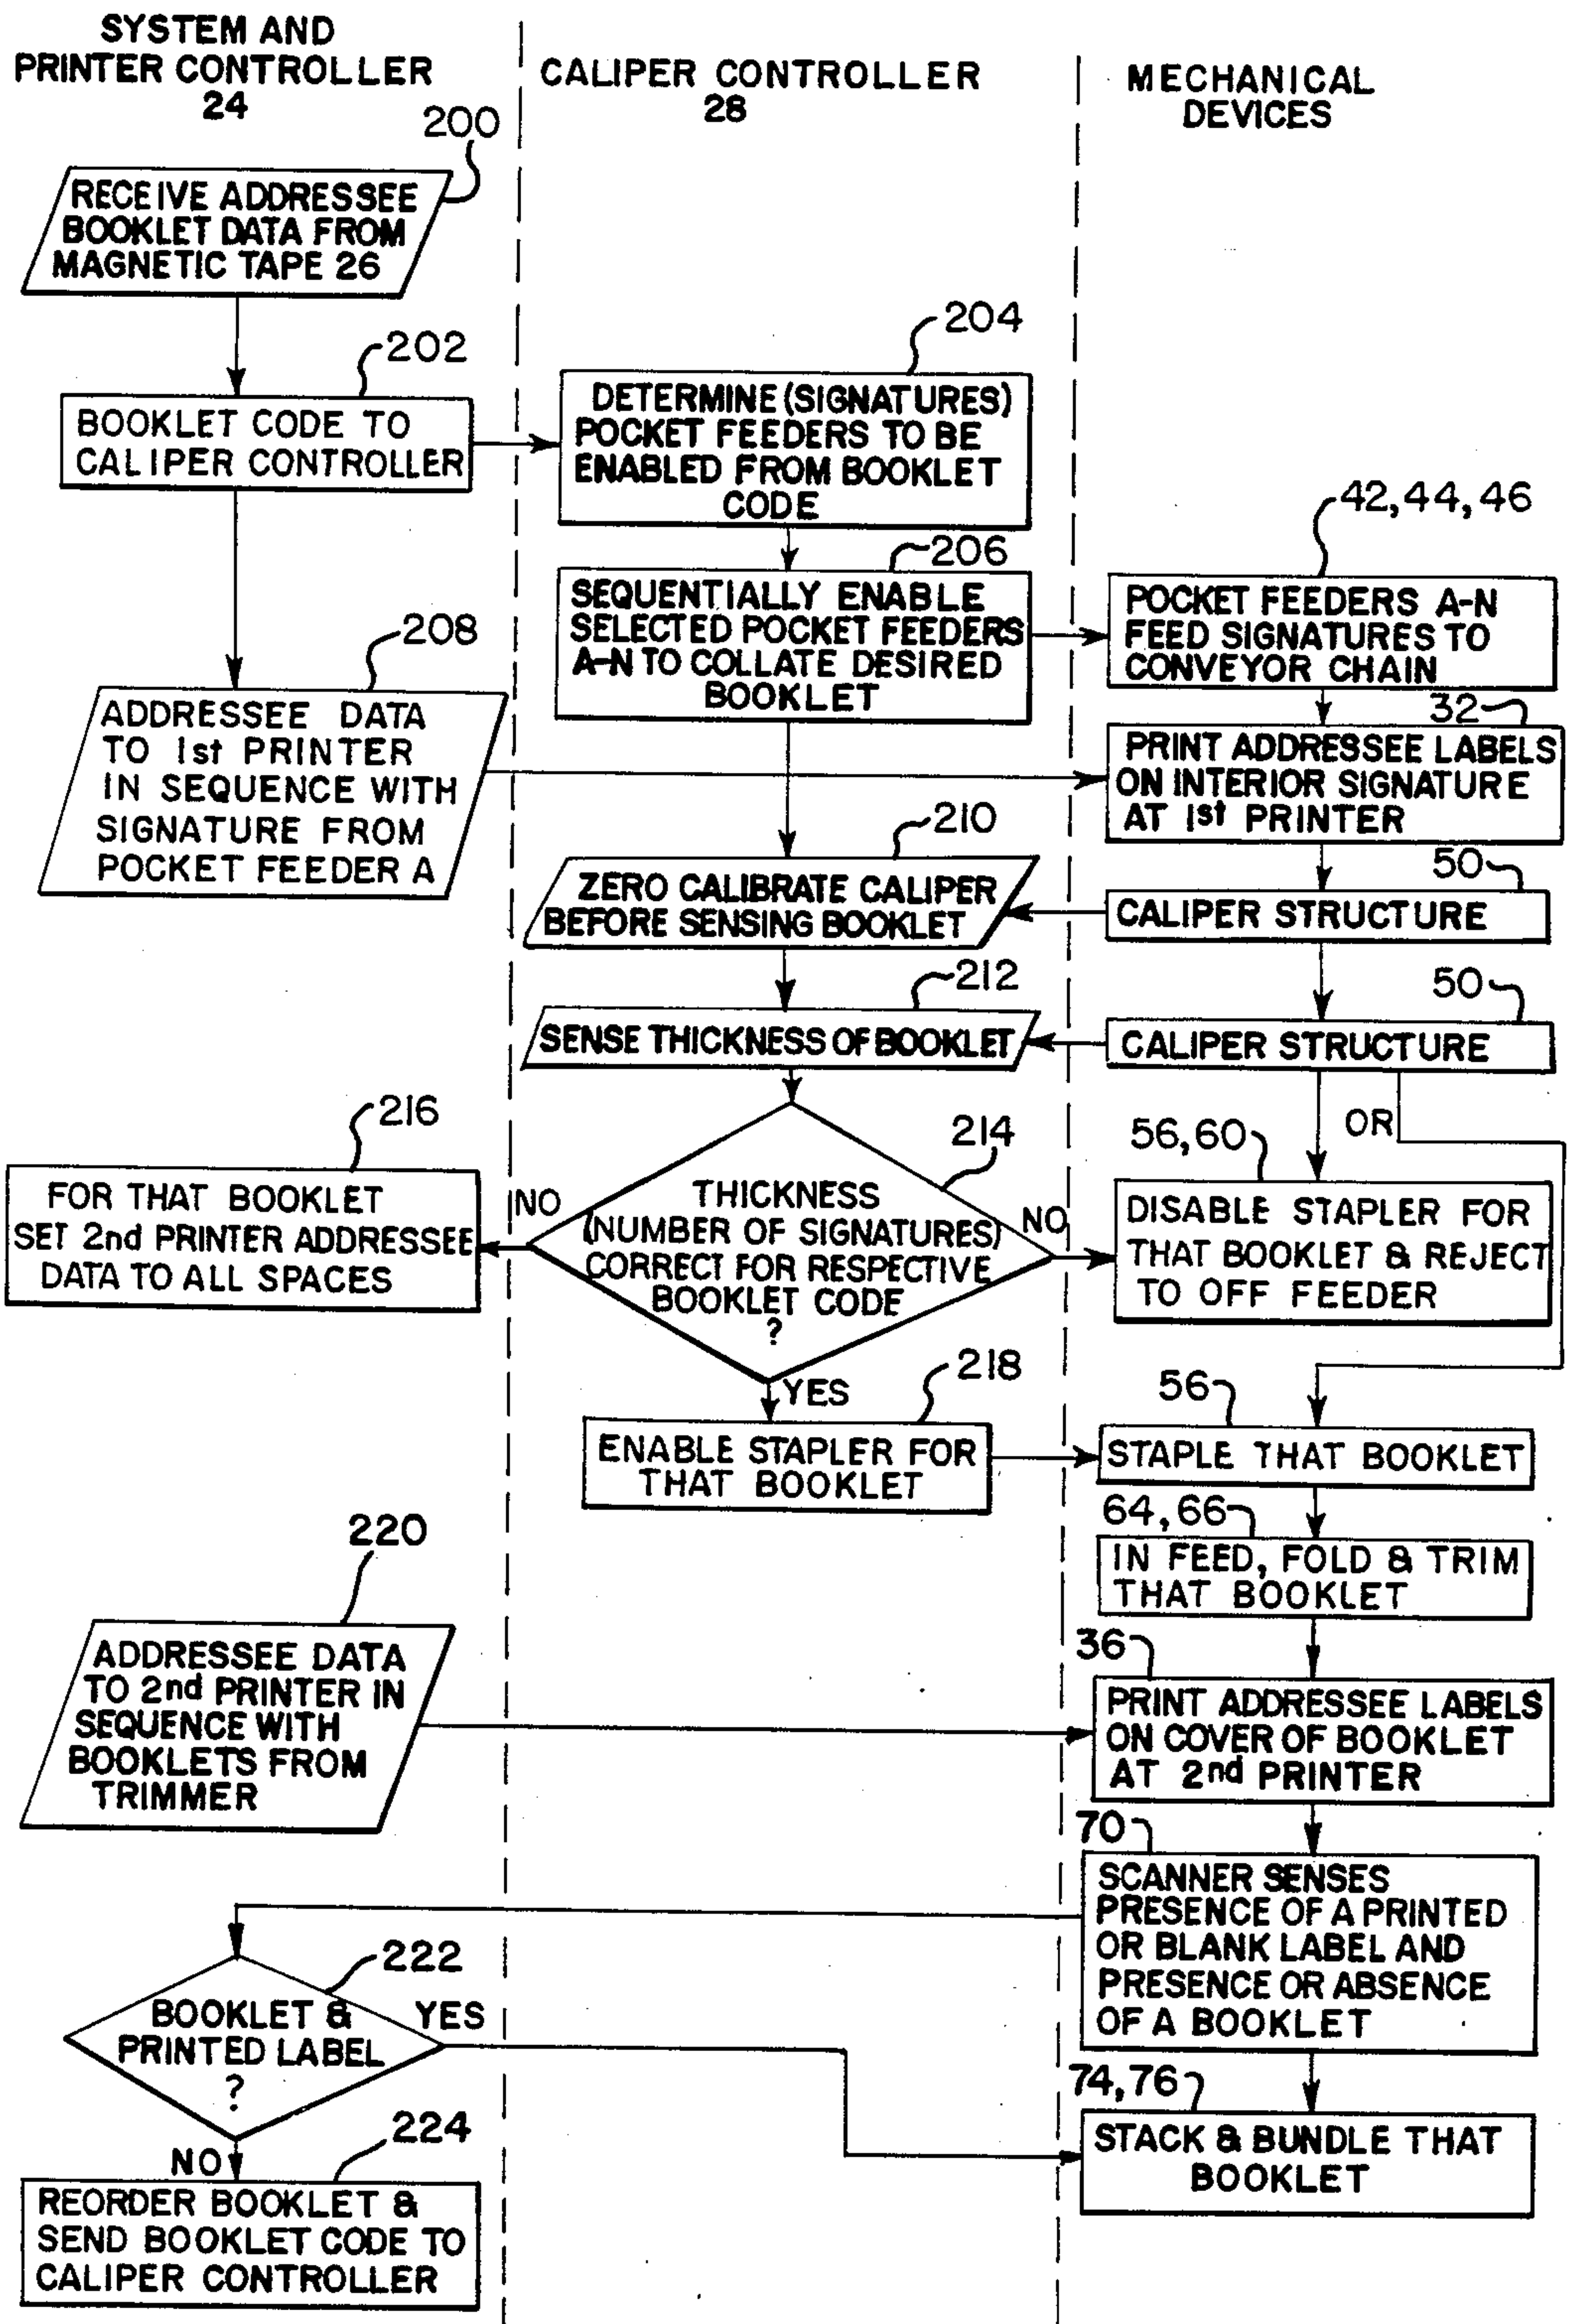 SYSTEM AND
PRINTER CONTROLLER
24
CALIPER CONTROLLER
28
MECHANICAL
DEVICES
200
RECEIVE ADDRESSEE
BOOKLET DATA FROM
MAGNETIC TAPE 26
202
BOOKLET CODE TO
CALIPER CONTROLLER
204
DETERMINE (SIGNATURES)
POCKET FEEDERS TO BE
ENABLED FROM BOOKLET
CODE
206
SEQUENTIALLY ENABLE
SELECTED POCKET FEEDERS
A-N TO COLLATE DESIRED
BOOKLET
42,44,46
POCKET FEEDERS A-N
FEED SIGNATURES TO
CONVEYOR CHAIN
208
ADDRESSEE DATA
TO 1st PRINTER
IN SEQUENCE WITH
SIGNATURE FROM
POCKET FEEDER A
32
PRINT ADDRESSEE LABELS
ON INTERIOR SIGNATURE
AT 1st PRINTER
210
ZERO CALIBRATE CALIPER
BEFORE SENSING BOOKLET
50
CALIPER STRUCTURE
212
SENSE THICKNESS OF BOOKLET
50
CALIPER STRUCTURE
OR
216
FOR THAT BOOKLET
SET 2nd PRINTER ADDRESSEE
DATA TO ALL SPACES
NO
214
THICKNESS
(NUMBER OF SIGNATURES)
CORRECT FOR RESPECTIVE
BOOKLET CODE
?
NO
56,60
DISABLE STAPLER FOR
THAT BOOKLET & REJECT
TO OFF FEEDER
YES
218
ENABLE STAPLER FOR
THAT BOOKLET
56
STAPLE THAT BOOKLET
64,66
IN FEED, FOLD & TRIM
THAT BOOKLET
220
ADDRESSEE DATA
TO 2nd PRINTER IN
SEQUENCE WITH
BOOKLETS FROM
TRIMMER
36
PRINT ADDRESSEE LABELS
ON COVER OF BOOKLET
AT 2nd PRINTER
70
SCANNER SENSES
PRESENCE OF A PRINTED
OR BLANK LABEL AND
PRESENCE OR ABSENCE
OF A BOOKLET
222
BOOKLET &
PRINTED LABEL
?
YES
74,76
STACK & BUNDLE THAT
BOOKLET
NO
224
REORDER BOOKLET &
SEND BOOKLET CODE TO
CALIPER CONTROLLER